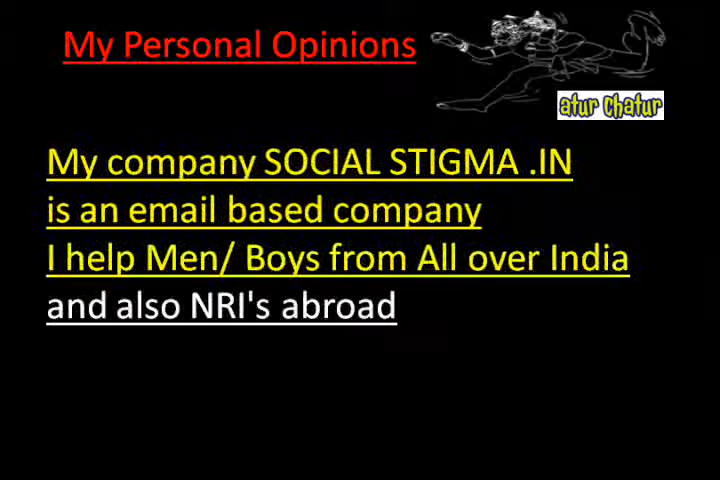 My Personal Opinions
atur chatur
My company SOCIAL STIGMA .IN
is an email based company
I help Men/ Boys from All over India
and also NRI's abroad